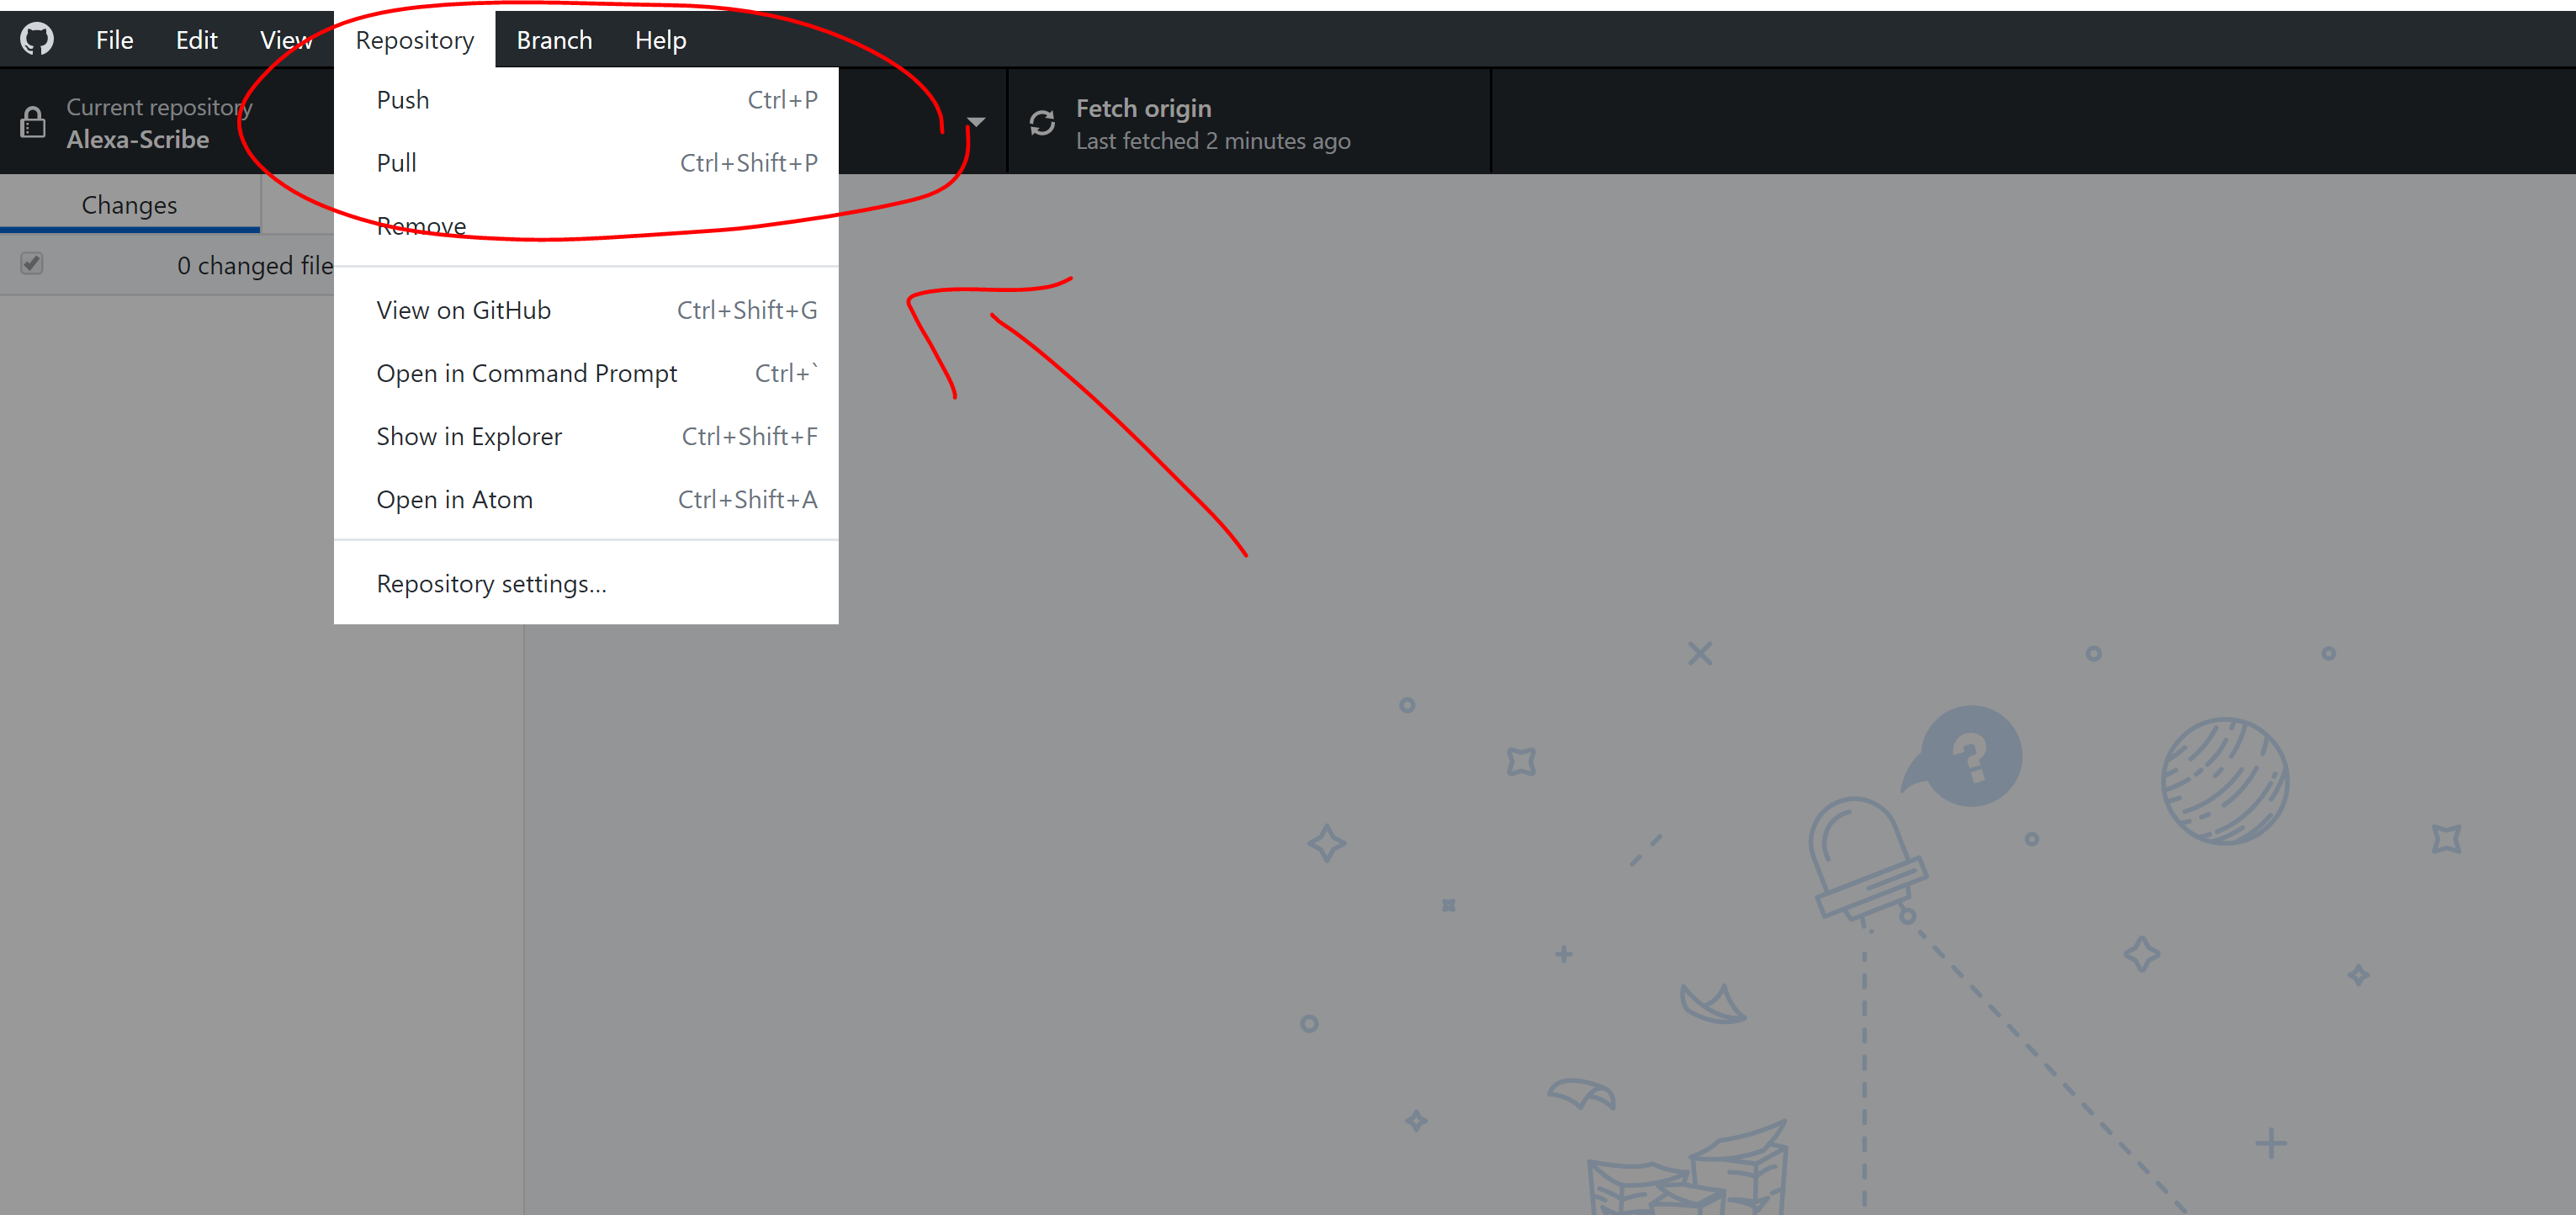 File Edit View Repository Branch Help
Current repository
Alexa-Scribe
Fetch origin
Last fetched 2 minutes ago
Changes
0 changed file
Push Ctrl+P
Pull Ctrl+Shift+P
Remove
View on GitHub Ctrl+Shift+G
Open in Command Prompt Ctrl+`
Show in Explorer Ctrl+Shift+F
Open in Atom Ctrl+Shift+A
Repository settings...
?